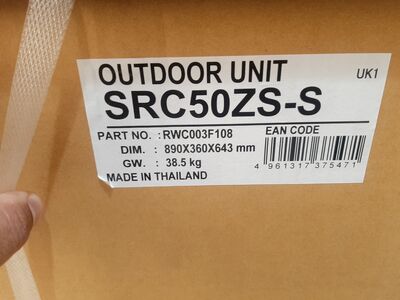 OUTDOOR UNIT
UK1
SRC50ZS-S
PART NO. :RWC003F108
EAN CODE
DIM. : 890X360X643 mm
GW. : 38.5 kg
4 961317 375471
MADE IN THAILAND